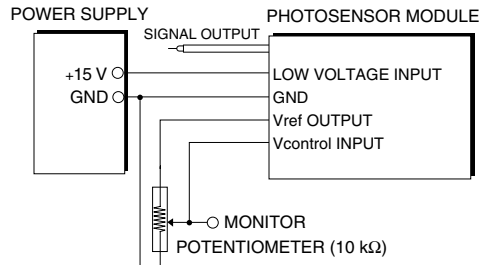 POWER SUPPLY
PHOTOSENSOR MODULE
SIGNAL OUTPUT
+15 V
LOW VOLTAGE INPUT
GND
GND
Vref OUTPUT
Vcontrol INPUT
MONITOR
POTENTIOMETER (10 kΩ)